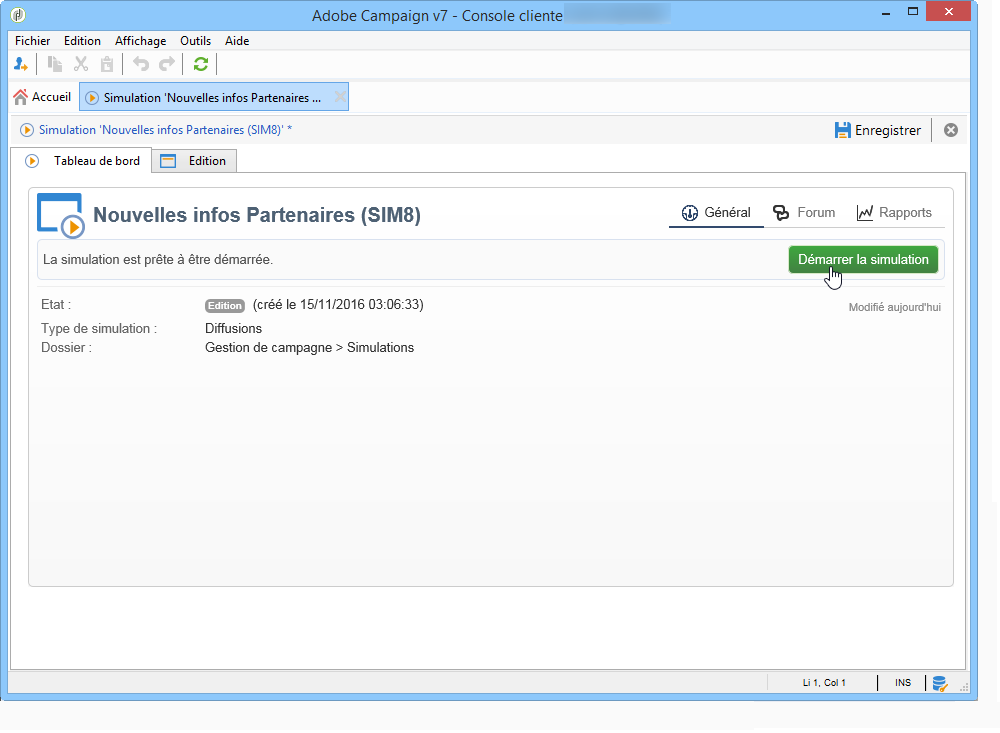 Adobe Campaign v7 - Console cliente
Fichier Edition Affichage Outils Aide
Accueil Simulation 'Nouvelles infos Partenaires ...
Simulation 'Nouvelles infos Partenaires (SIM8)' * Enregistrer
Tableau de bord Edition
Nouvelles infos Partenaires (SIM8) Général Forum Rapports
La simulation est prête à être démarrée. Démarrer la simulation
Etat : Edition (créé le 15/11/2016 03:06:33) Modifié aujourd'hui
Type de simulation : Diffusions
Dossier : Gestion de campagne > Simulations
Li 1, Col 1 INS